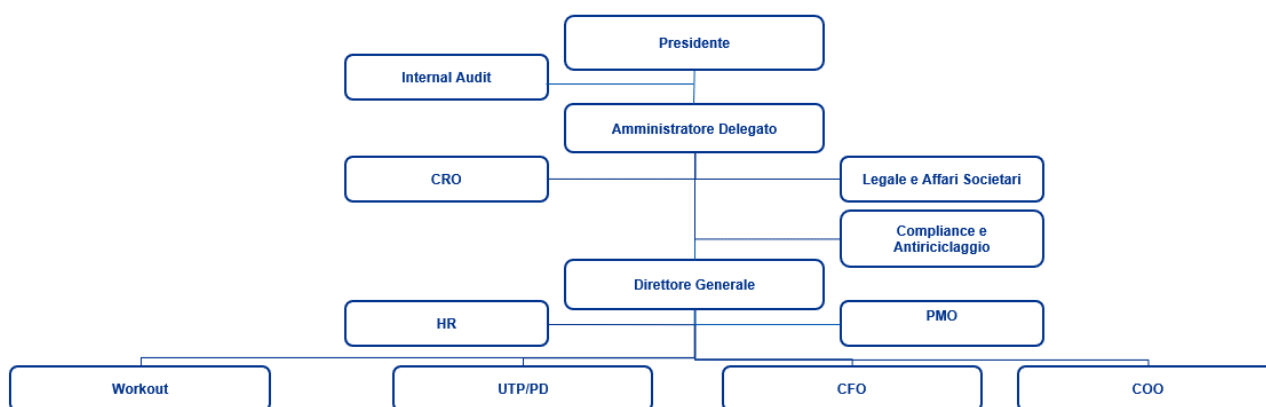 Presidente
Internal Audit
Amministratore Delegato
CRO
Legale e Affari Societari
Compliance e
Antiriciclaggio
Direttore Generale
HR
PMO
Workout
UTP/PD
CFO
COO